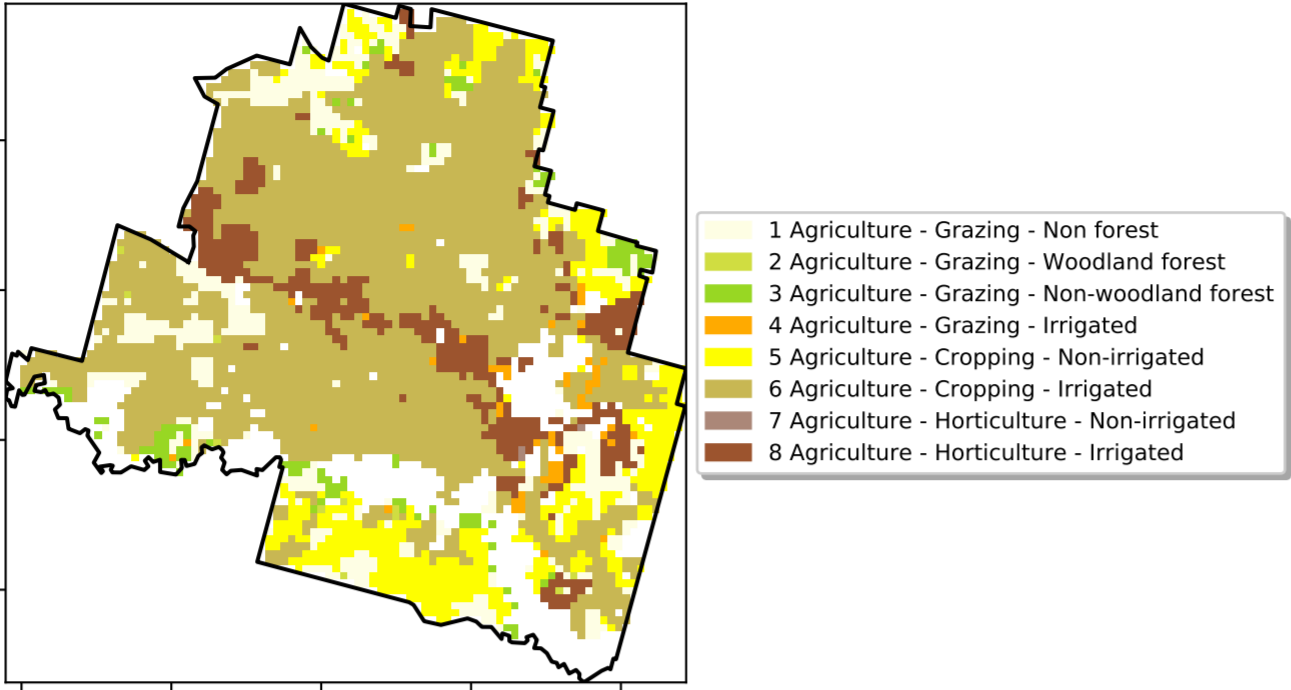 1 Agriculture - Grazing - Non forest
2 Agriculture - Grazing - Woodland forest
3 Agriculture - Grazing - Non-woodland forest
4 Agriculture - Grazing - Irrigated
5 Agriculture - Cropping - Non-irrigated
6 Agriculture - Cropping - Irrigated
7 Agriculture - Horticulture - Non-irrigated
8 Agriculture - Horticulture - Irrigated